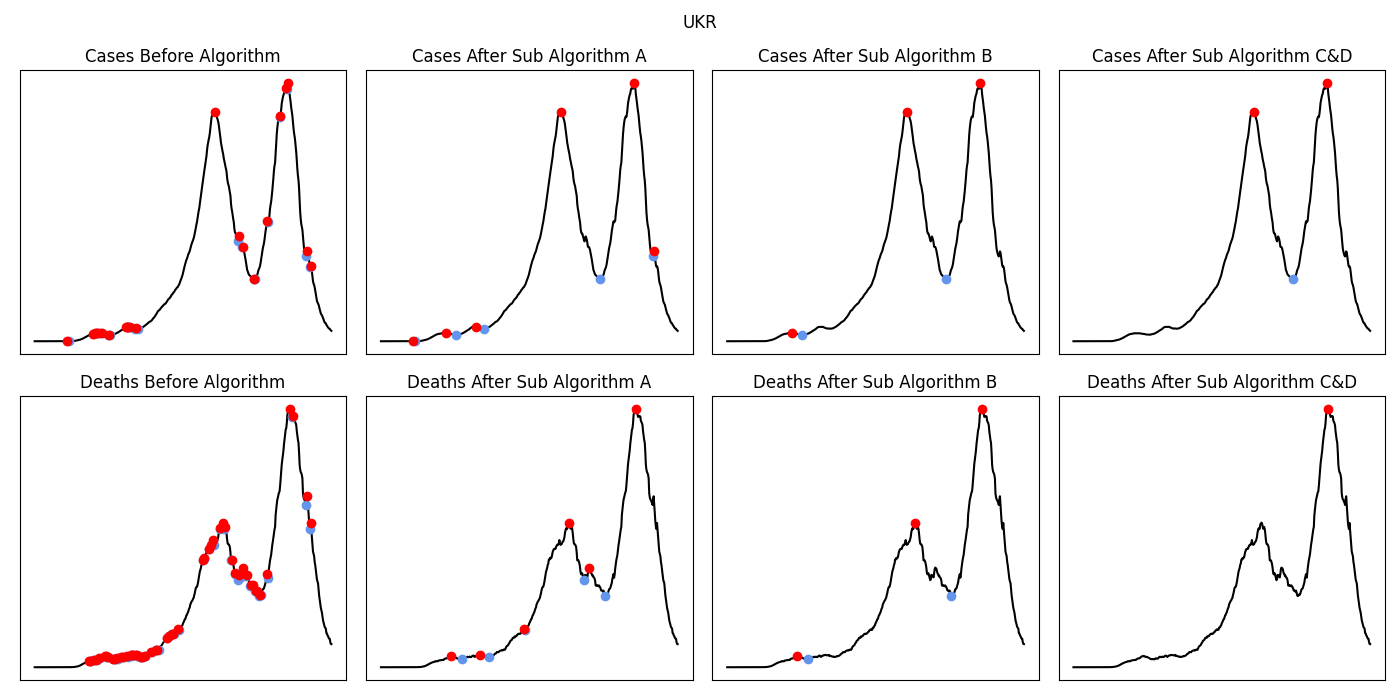 UKR
Cases Before Algorithm
Cases After Sub Algorithm A
Cases After Sub Algorithm B
Cases After Sub Algorithm C&D
Deaths Before Algorithm
Deaths After Sub Algorithm A
Deaths After Sub Algorithm B
Deaths After Sub Algorithm C&D